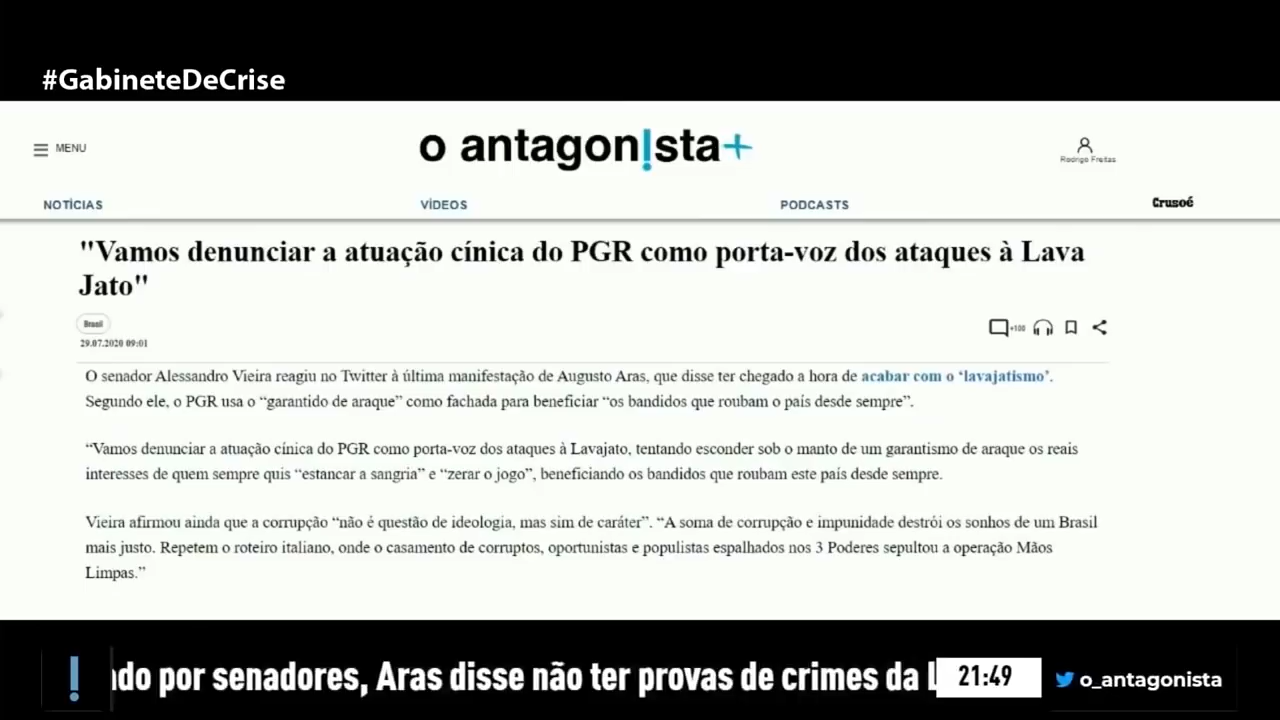 #GabineteDeCrise
MENU
o antagon!sta+
Rodrigo Freitas
NOTÍCIAS
VÍDEOS
PODCASTS
Crusoé
"Vamos denunciar a atuação cínica do PGR como porta-voz dos ataques à Lava
Jato"
Brasil
29.07.2020 09:01
+100
O senador Alessandro Vieira reagiu no Twitter à última manifestação de Augusto Aras, que disse ter chegado a hora de acabar com o ‘lavajatismo’.
Segundo ele, o PGR usa o “garantido de araque” como fachada para beneficiar “os bandidos que roubam o país desde sempre”.
“Vamos denunciar a atuação cínica do PGR como porta-voz dos ataques à Lavajato, tentando esconder sob o manto de um garantismo de araque os reais
interesses de quem sempre quis “estancar a sangria” e “zerar o jogo”, beneficiando os bandidos que roubam este país desde sempre.
Vieira afirmou ainda que a corrupção “não é questão de ideologia, mas sim de caráter”. “A soma de corrupção e impunidade destrói os sonhos de um Brasil
mais justo. Repetem o roteiro italiano, onde o casamento de corruptos, oportunistas e populistas espalhados nos 3 Poderes sepultou a operação Mãos
Limpas.”
! ndo por senadores, Aras disse não ter provas de crimes da L 21:49 o_antagonista